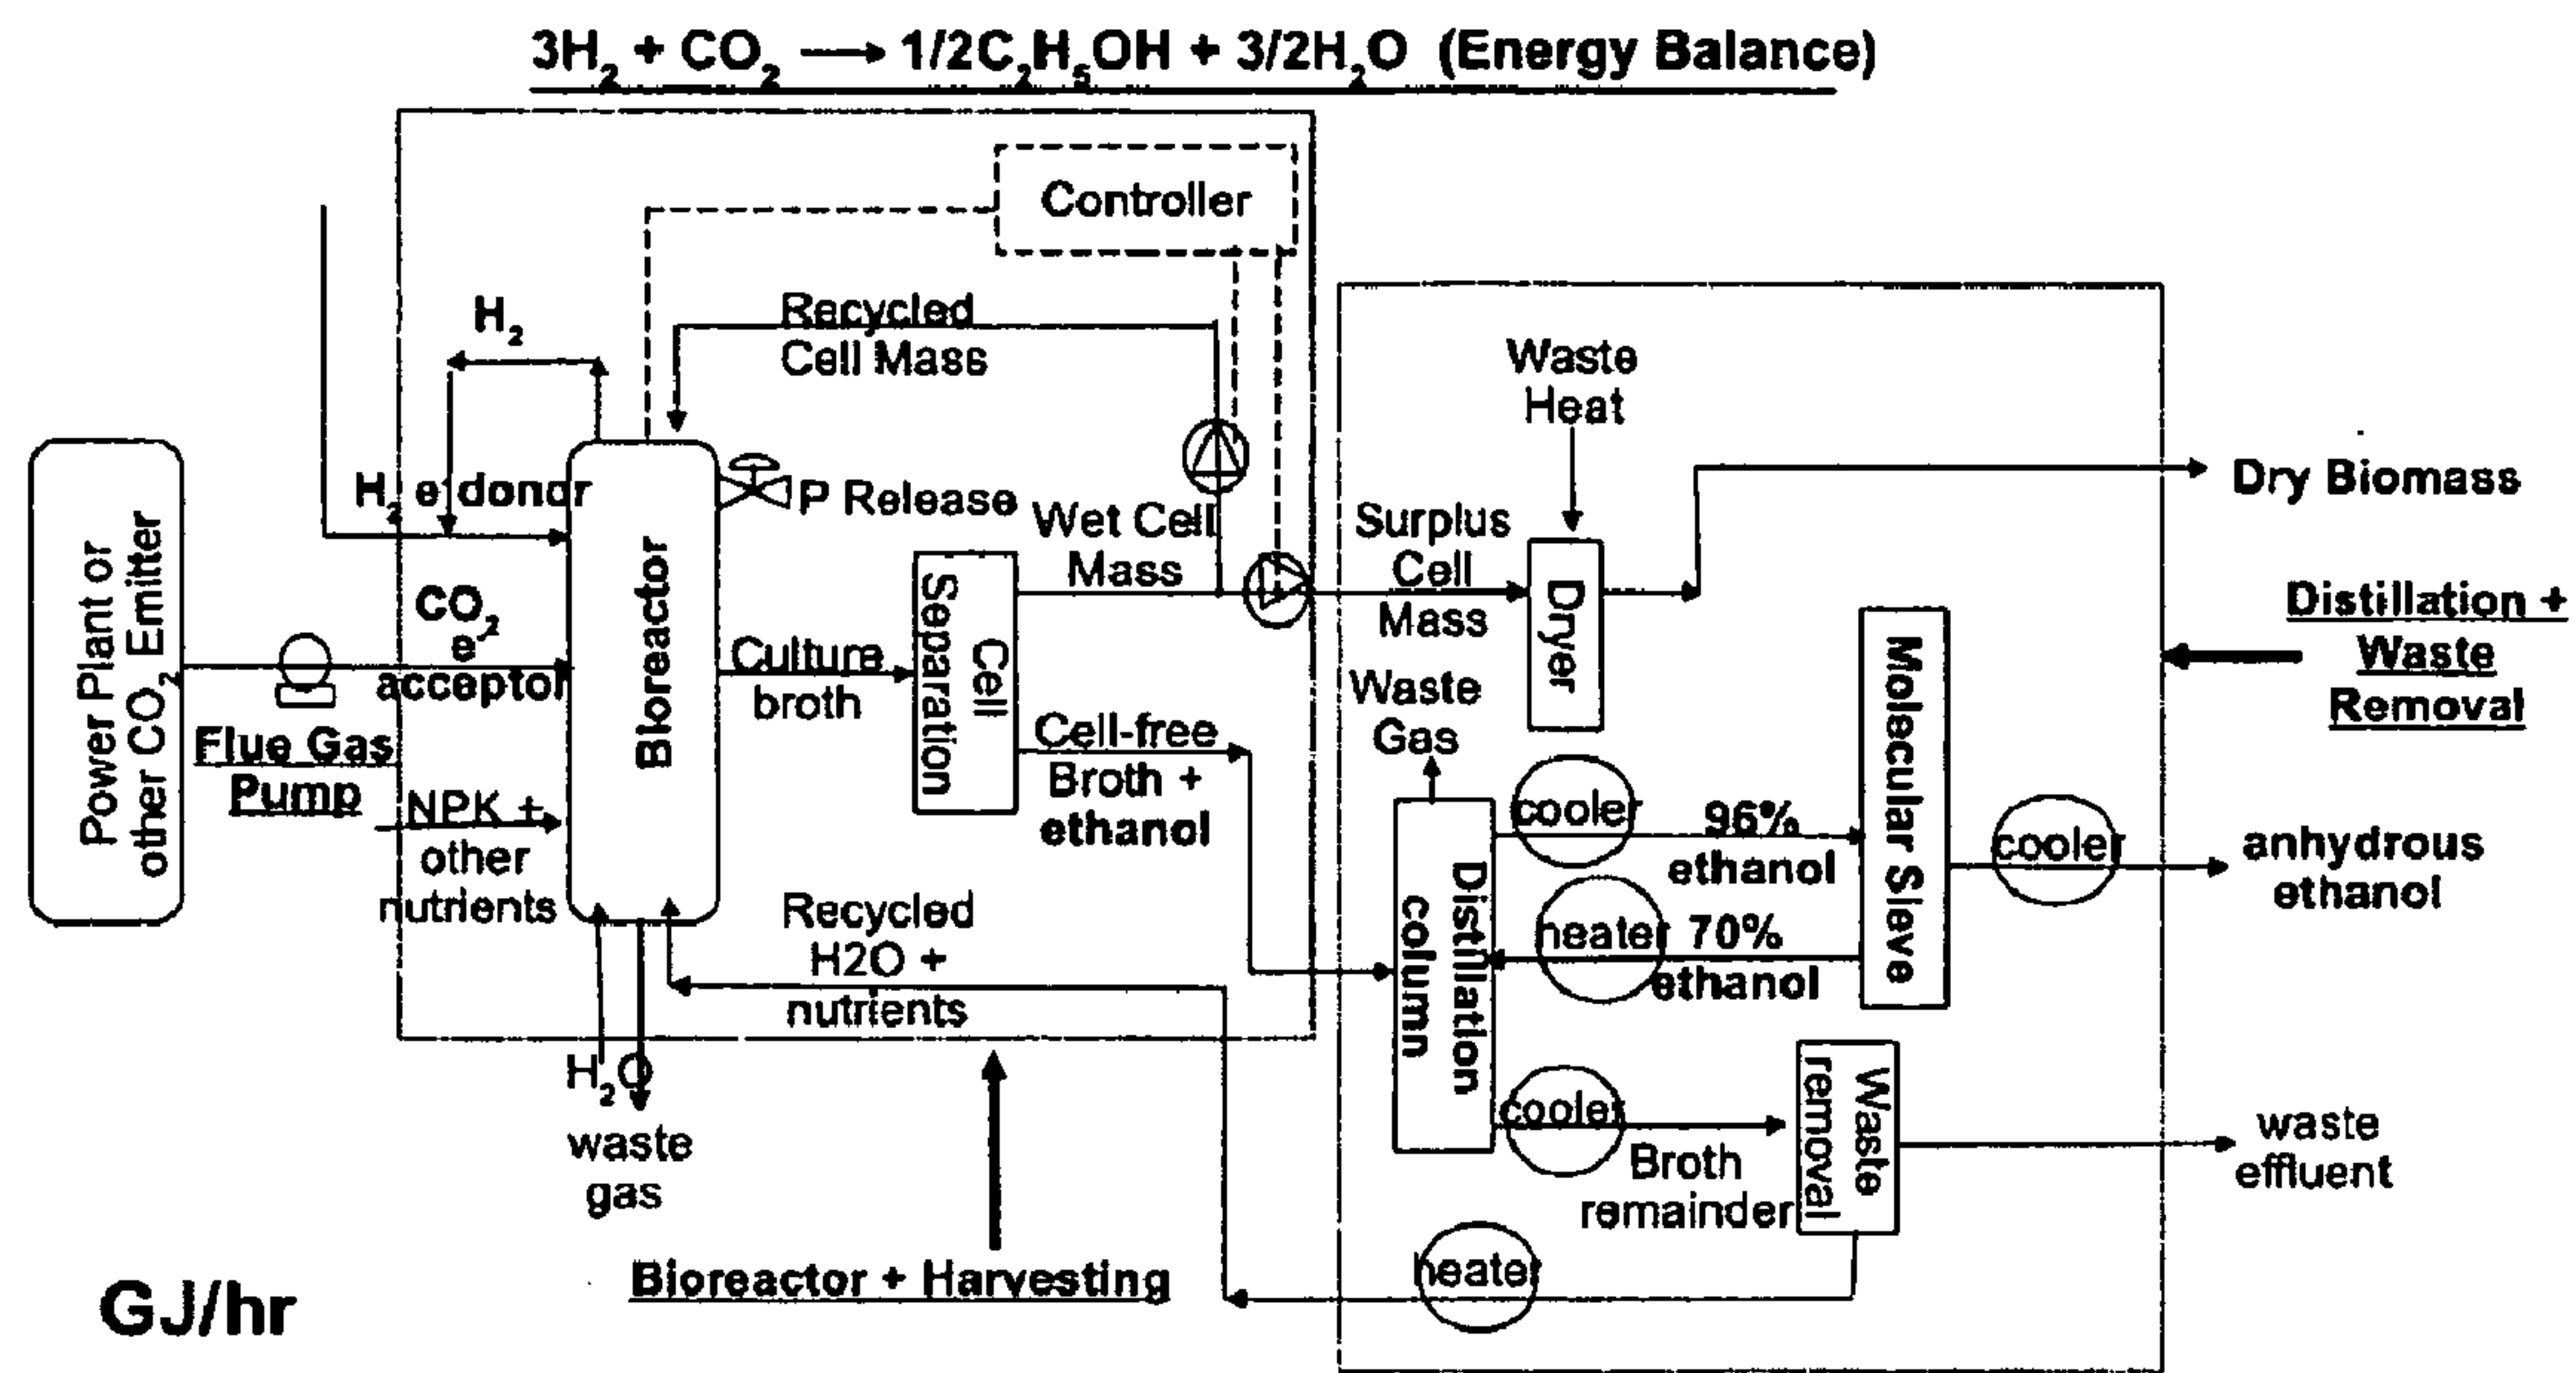 3H₂ + CO₂ → 1/2C₂H₅OH + 3/2H₂O (Energy Balance)
Controller
Recycled
Cell Mass
H₂
Waste
Heat
H₂ e⁻ donor
P Release
Dry Biomass
Power Plant or
other CO₂ Emitter
CO₂
e⁻
acceptor
Flue Gas
Pump
NPK +
other
nutrients
Bioreactor
Culture
broth
Cell
Separation
Wet Cell
Mass
Surplus
Cell
Mass
Dryer
Cell-free
Broth +
ethanol
Waste
Gas
Distillation
column
cooler
96%
ethanol
heater
70%
ethanol
Molecular Sieve
cooler
anhydrous
ethanol
Distillation +
Waste
Removal
Recycled
H2O +
nutrients
H₂O
waste
gas
cooler
Broth
remainder
Waste
removal
waste
effluent
heater
Bioreactor + Harvesting
GJ/hr